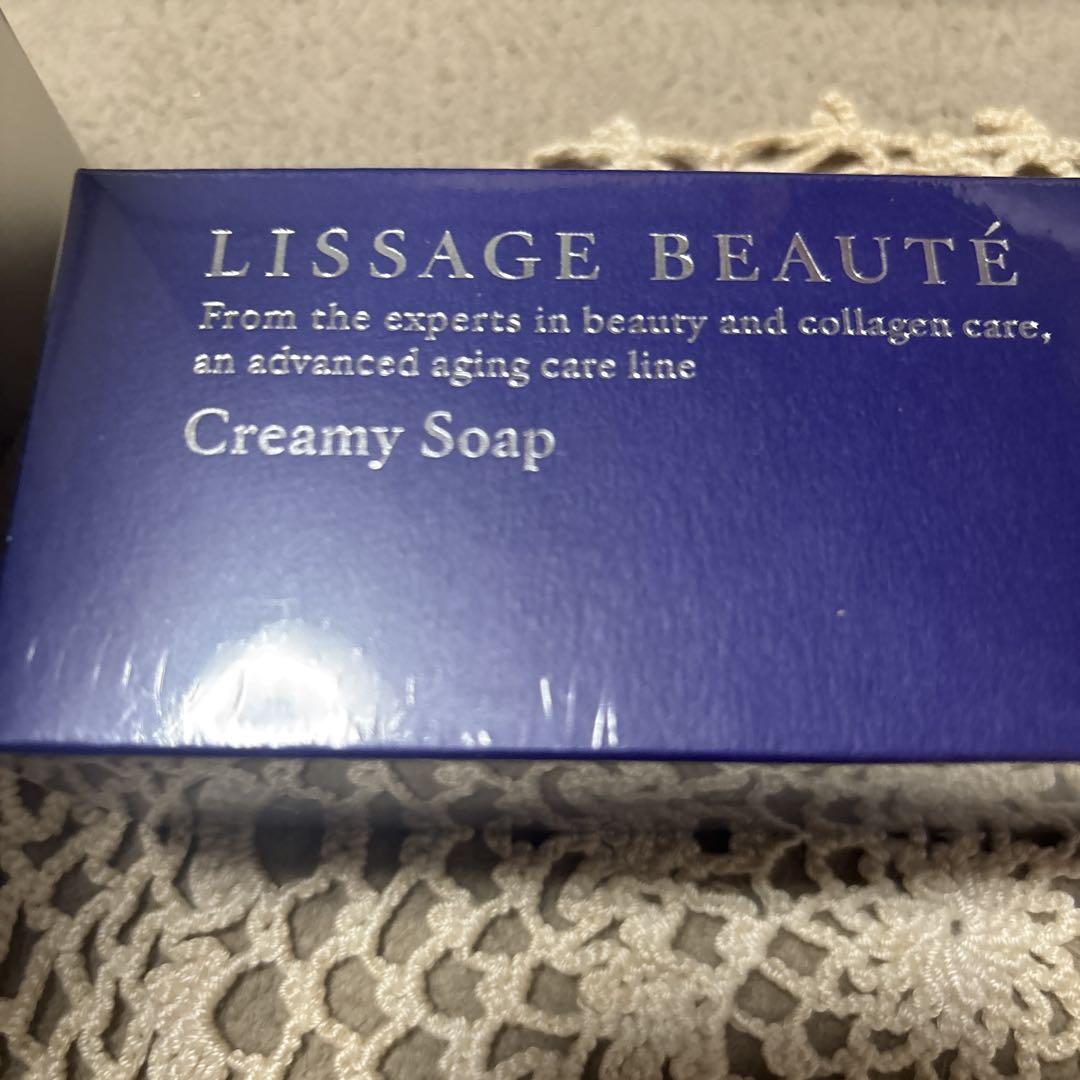 LISSAGE BEAUTÉ
From the experts in beauty and collagen care,
an advanced aging care line
Creamy Soap